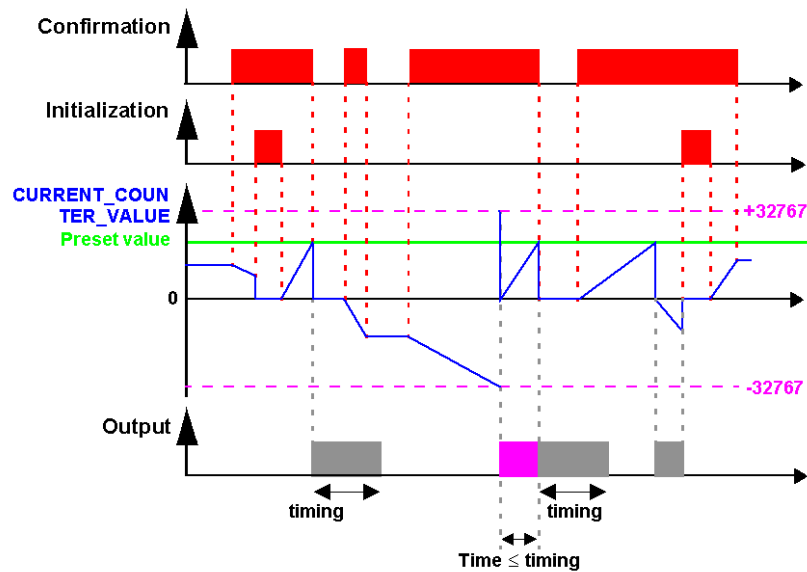 Confirmation
Initialization
CURRENT_COUN
TER_VALUE
+32767
Preset value
0
-32767
Output
timing
timing
Time ≤ timing